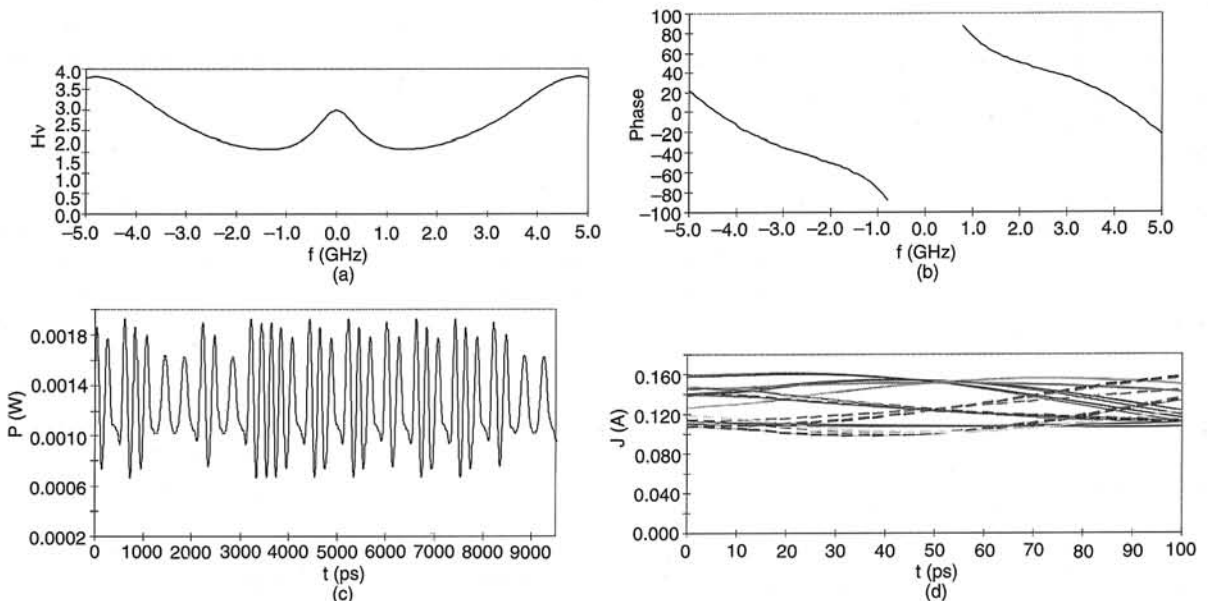 4.0
3.0
2.5
2.0
1.5
0.5
0.0
Hv
−5.0 −4.0 −3.0 −2.0 −1.0 0.0 1.0 2.0 3.0 4.0 5.0
f (GHz)
(a)
100
80
60
40
20
0
−20
−40
−60
−80
−100
Phase
−5.0 −4.0 −3.0 −2.0 −1.0 0.0 1.0 2.0 3.0 4.0 5.0
f (GHz)
(b)
0.0018
0.0014
0.0010
0.0006
0.0002
P (W)
0 1000 2000 3000 4000 5000 6000 7000 8000 9000
t (ps)
(c)
0.160
0.120
0.080
0.040
0.000
J (A)
0 10 20 30 40 50 60 70 80 90 100
t (ps)
(d)